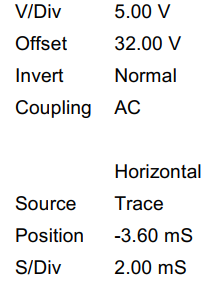 V/Div 5.00 V
Offset 32.00 V
Invert Normal
Coupling AC
Horizontal
Source Trace
Position -3.60 mS
S/Div 2.00 mS